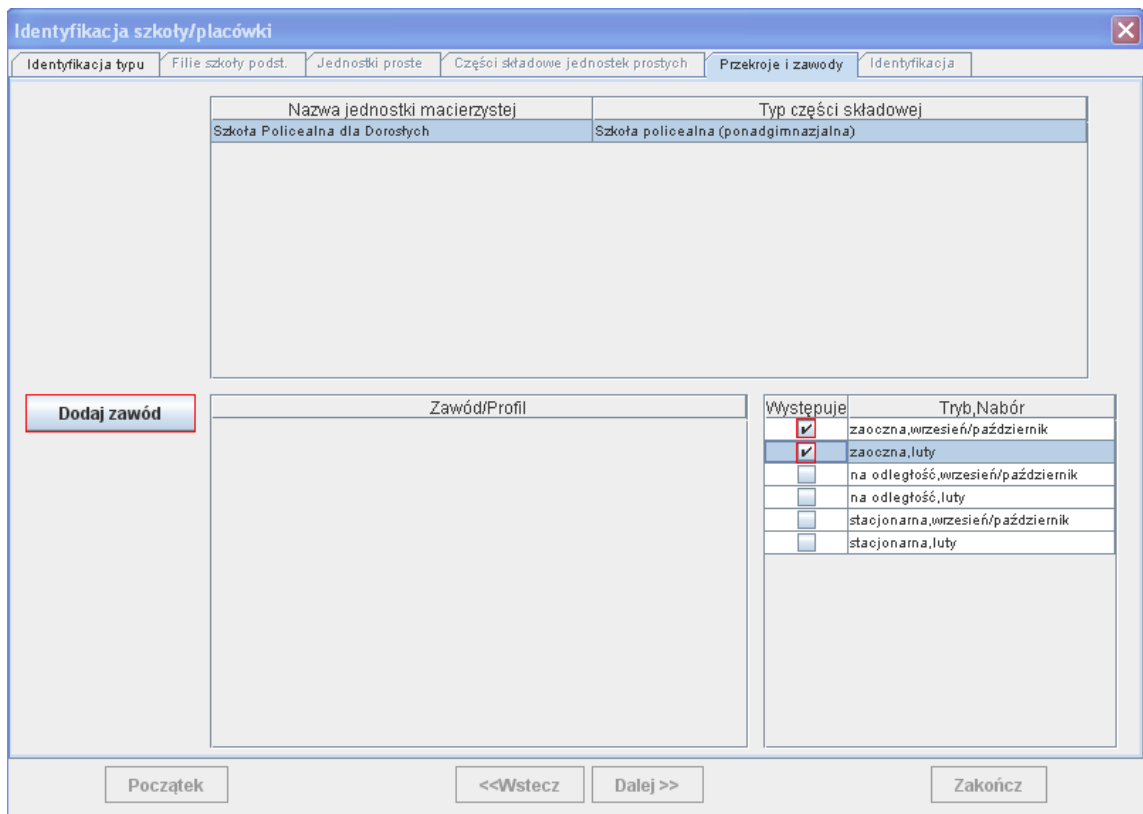 Identyfikacja szkoły/placówki
Identyfikacja typu Filie szkoły podst. Jednostki proste Części składowe jednostek prostych Przekroje i zawody Identyfikacja
Nazwa jednostki macierzystej Typ części składowej
Szkoła Policealna dla Dorosłych Szkoła policealna (ponadgimnazjalna)
Dodaj zawód
Zawód/Profil
Występuje Tryb,Nabór
zaoczna,wrzesień/październik
zaoczna,luty
na odległość,wrzesień/październik
na odległość,luty
stacjonarna,wrzesień/październik
stacjonarna,luty
Początek <<Wstecz Dalej >> Zakończ